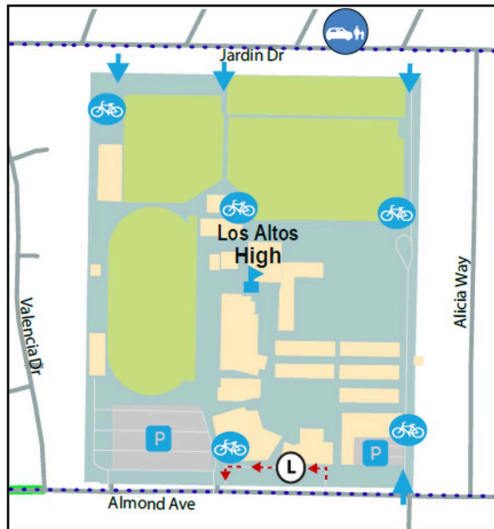 Jardin Dr
Los Altos
High
Valencia Dr
Alicia Way
P
P
L
Almond Ave